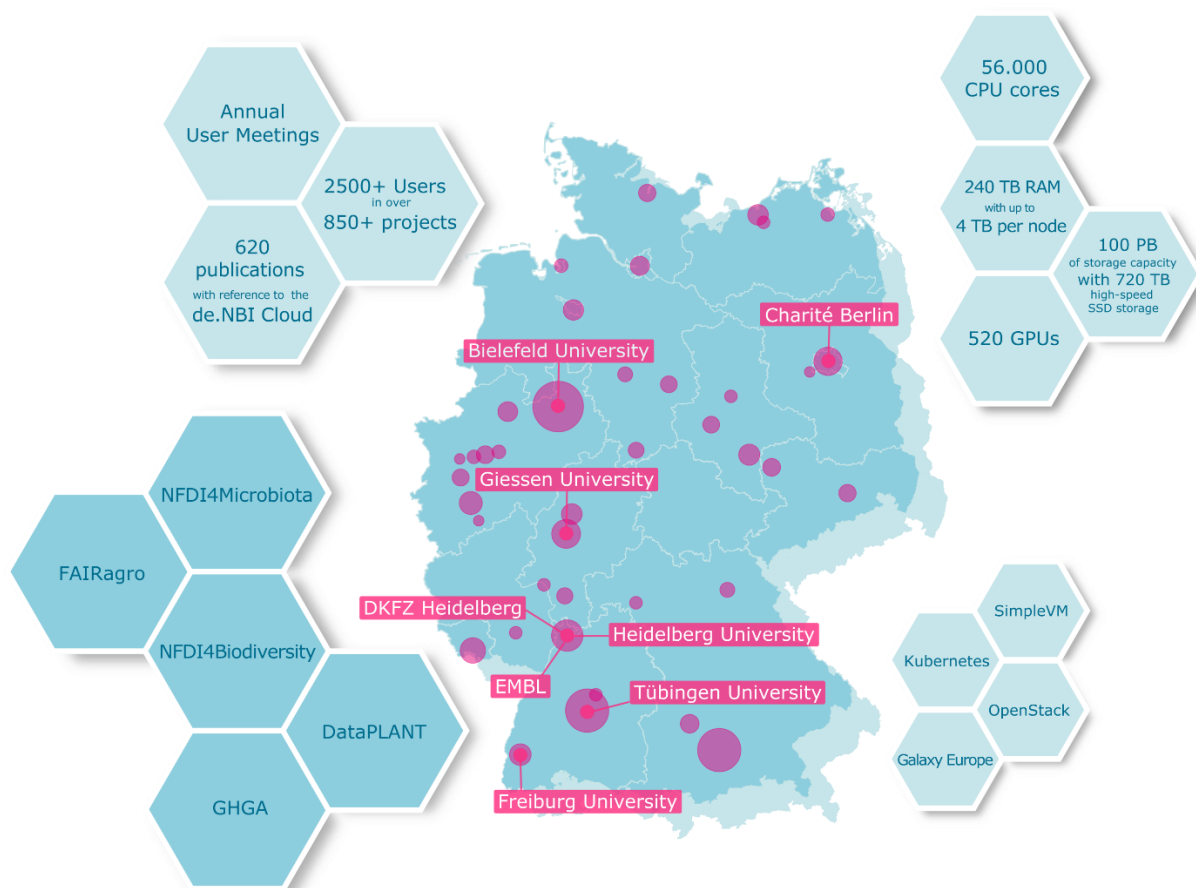 Annual
User Meetings
2500+ Users
in over
850+ projects
620
publications
with reference to the
de.NBI Cloud
56.000
CPU cores
240 TB RAM
with up to
4 TB per node
100 PB
of storage capacity
with 720 TB
high-speed
SSD storage
520 GPUs
Charité Berlin
Bielefeld University
Giessen University
DKFZ Heidelberg
Heidelberg University
EMBL
Tübingen University
Freiburg University
NFDI4Microbiota
FAIRagro
NFDI4Biodiversity
DataPLANT
GHGA
SimpleVM
Kubernetes
OpenStack
Galaxy Europe